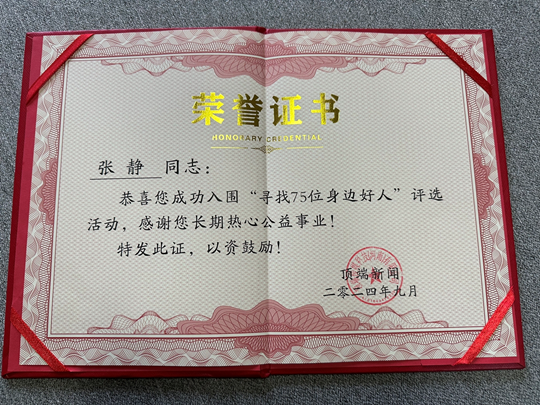 荣誉证书
HONOURARY CREDENTIAL
张 静 同志：
恭喜您成功入围“寻找75位身边好人”评选
活动，感谢您长期热心公益事业！
特发此证，以资鼓励！
顶端新闻
二零二四年九月